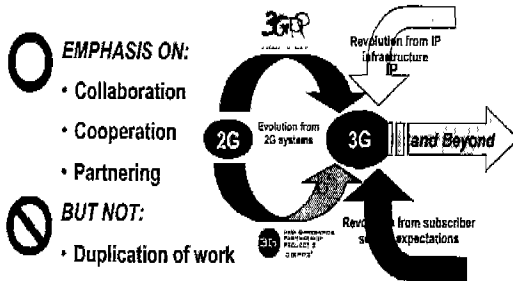 EMPHASIS ON:
• Collaboration
• Cooperation
• Partnering
BUT NOT:
• Duplication of work
3GPP
Revolution from IP
infrastructure
IP
2G
Evolution from
2G systems
3G
and Beyond
3G
Revolution from subscriber
expectations